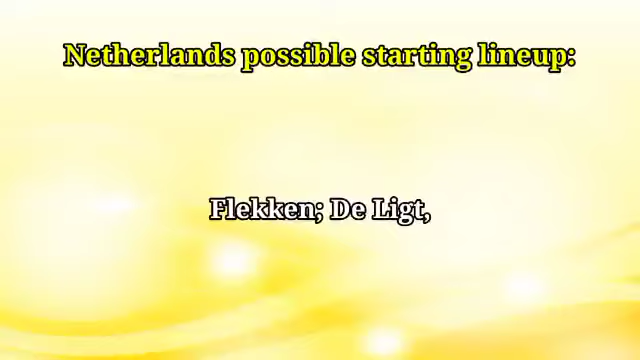 Netherlands possible starting lineup:
Flekken; De Ligt,